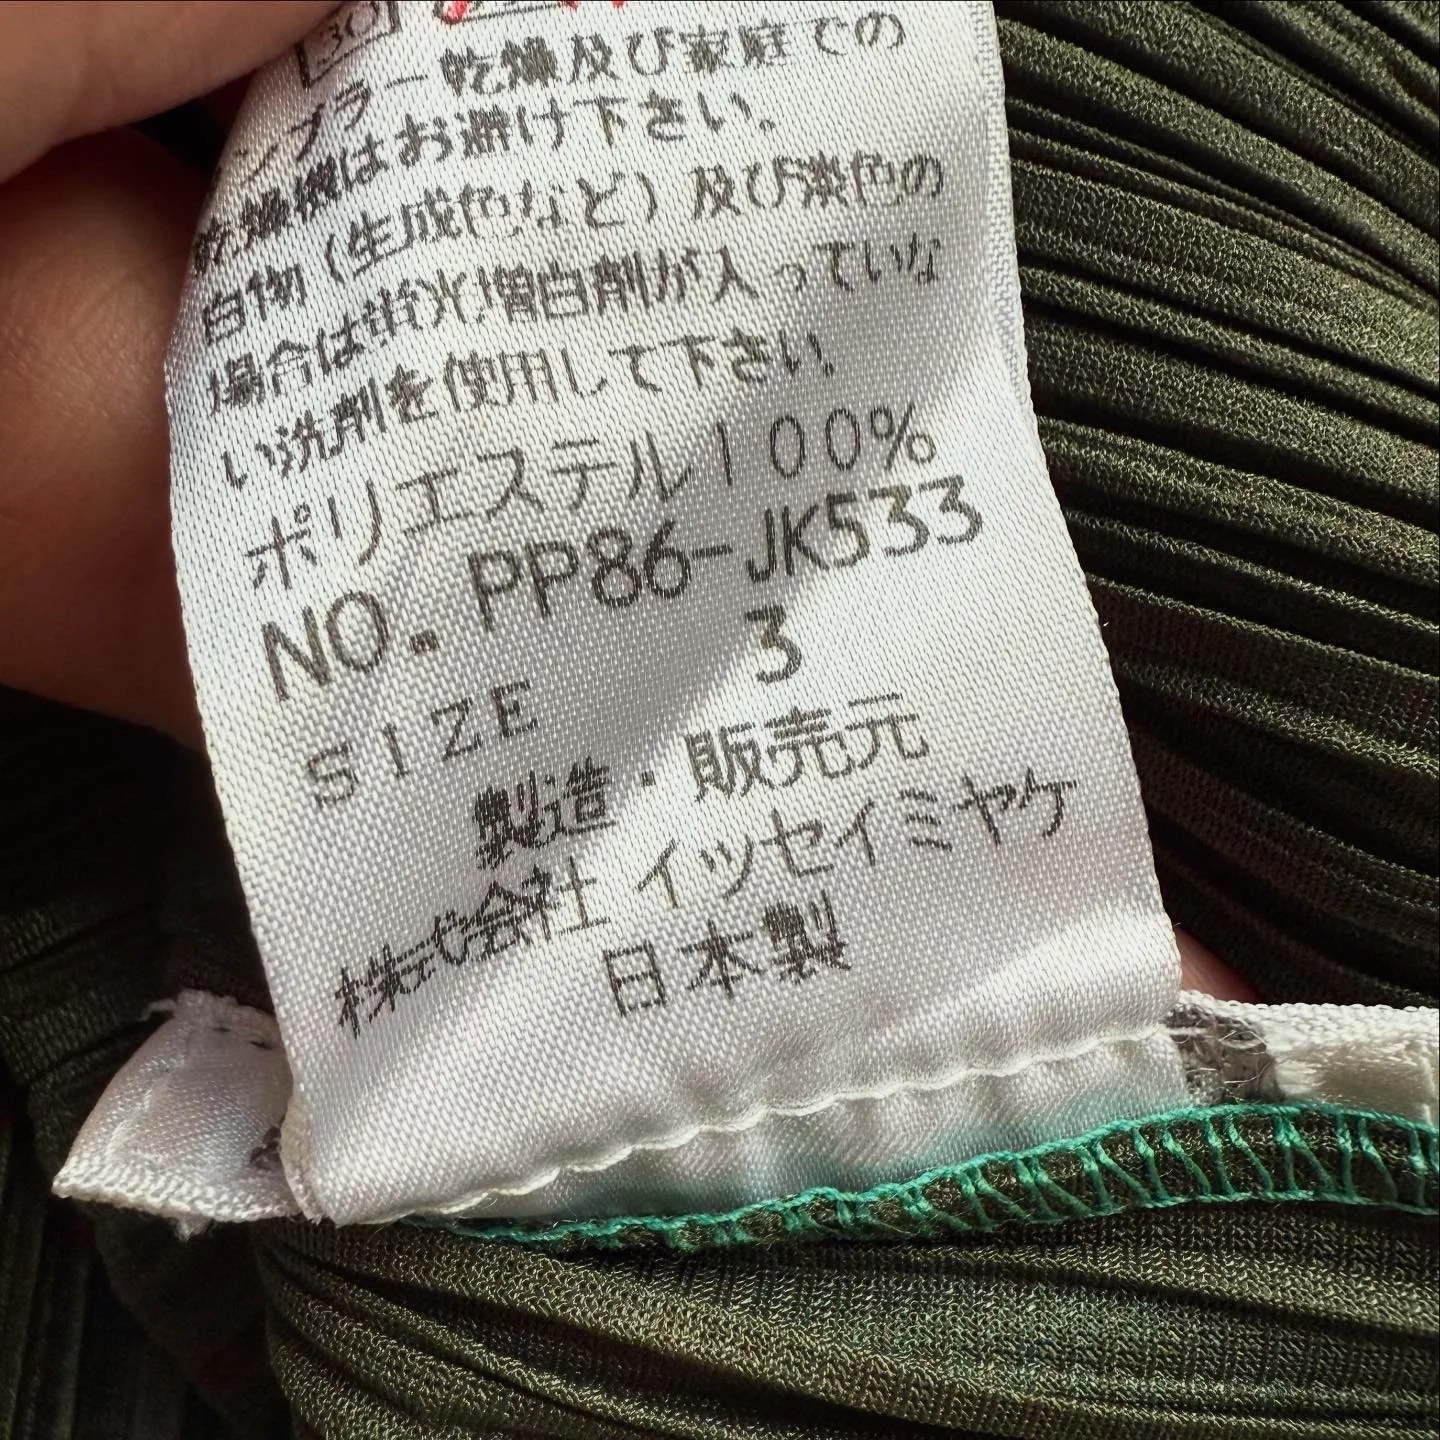 30
ンブラー乾燥及び家庭での
乾燥機はお避け下さい。
白物（生成色など）及び淡色の
場合は蛍光増白剤が入っていな
い洗剤を使用して下さい。
ポリエステル100%
NO. PP86-JK533
SIZE 3
製造・販売元
株式会社 イッセイミヤケ
日本製